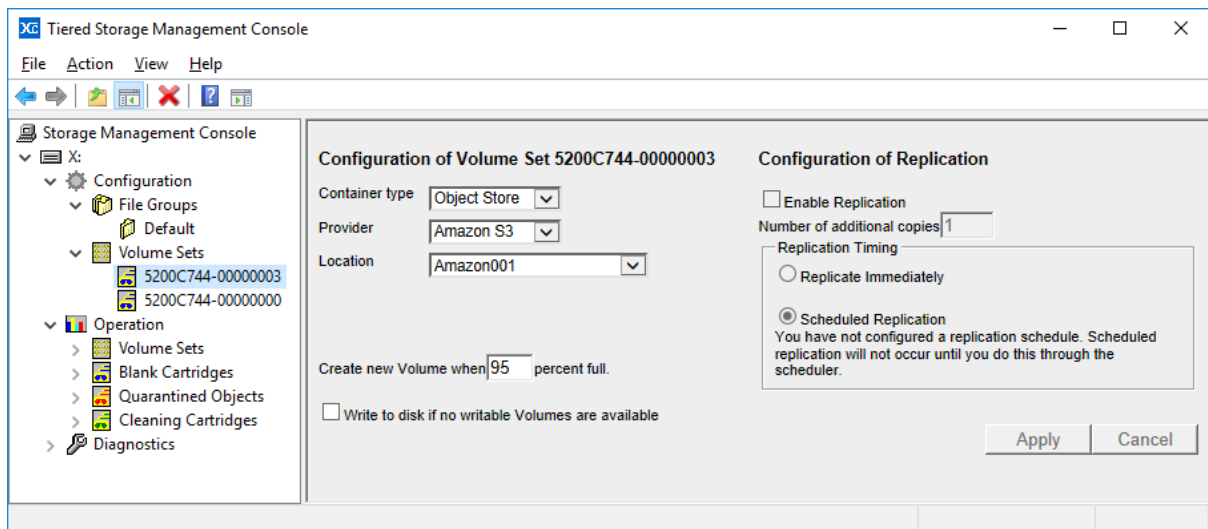 Tiered Storage Management Console
File Action View Help
Storage Management Console
X:
Configuration
File Groups
Default
Volume Sets
5200C744-00000003
5200C744-00000000
Operation
Volume Sets
Blank Cartridges
Quarantined Objects
Cleaning Cartridges
Diagnostics
Configuration of Volume Set 5200C744-00000003
Container type Object Store
Provider Amazon S3
Location Amazon001
Create new Volume when 95 percent full.
Write to disk if no writable Volumes are available
Configuration of Replication
Enable Replication
Number of additional copies 1
Replication Timing
Replicate Immediately
Scheduled Replication
You have not configured a replication schedule. Scheduled
replication will not occur until you do this through the
scheduler.
Apply Cancel